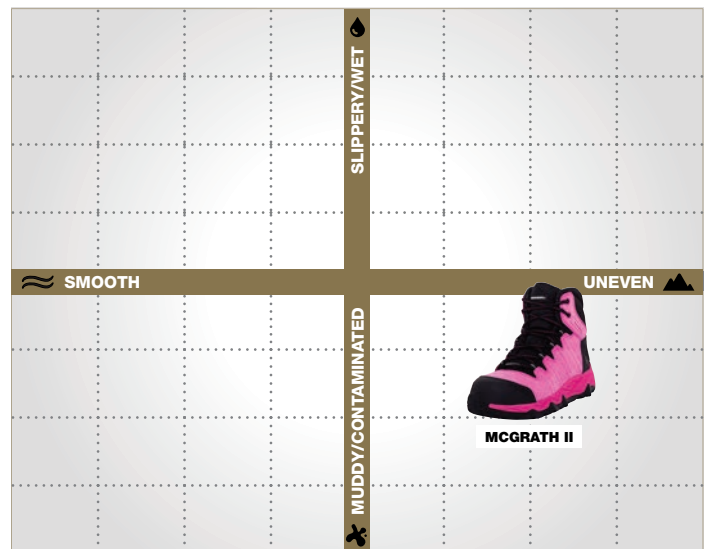 SLIPPERY/WET
SMOOTH
UNEVEN
MUDDY/CONTAMINATED
MCGRATH II